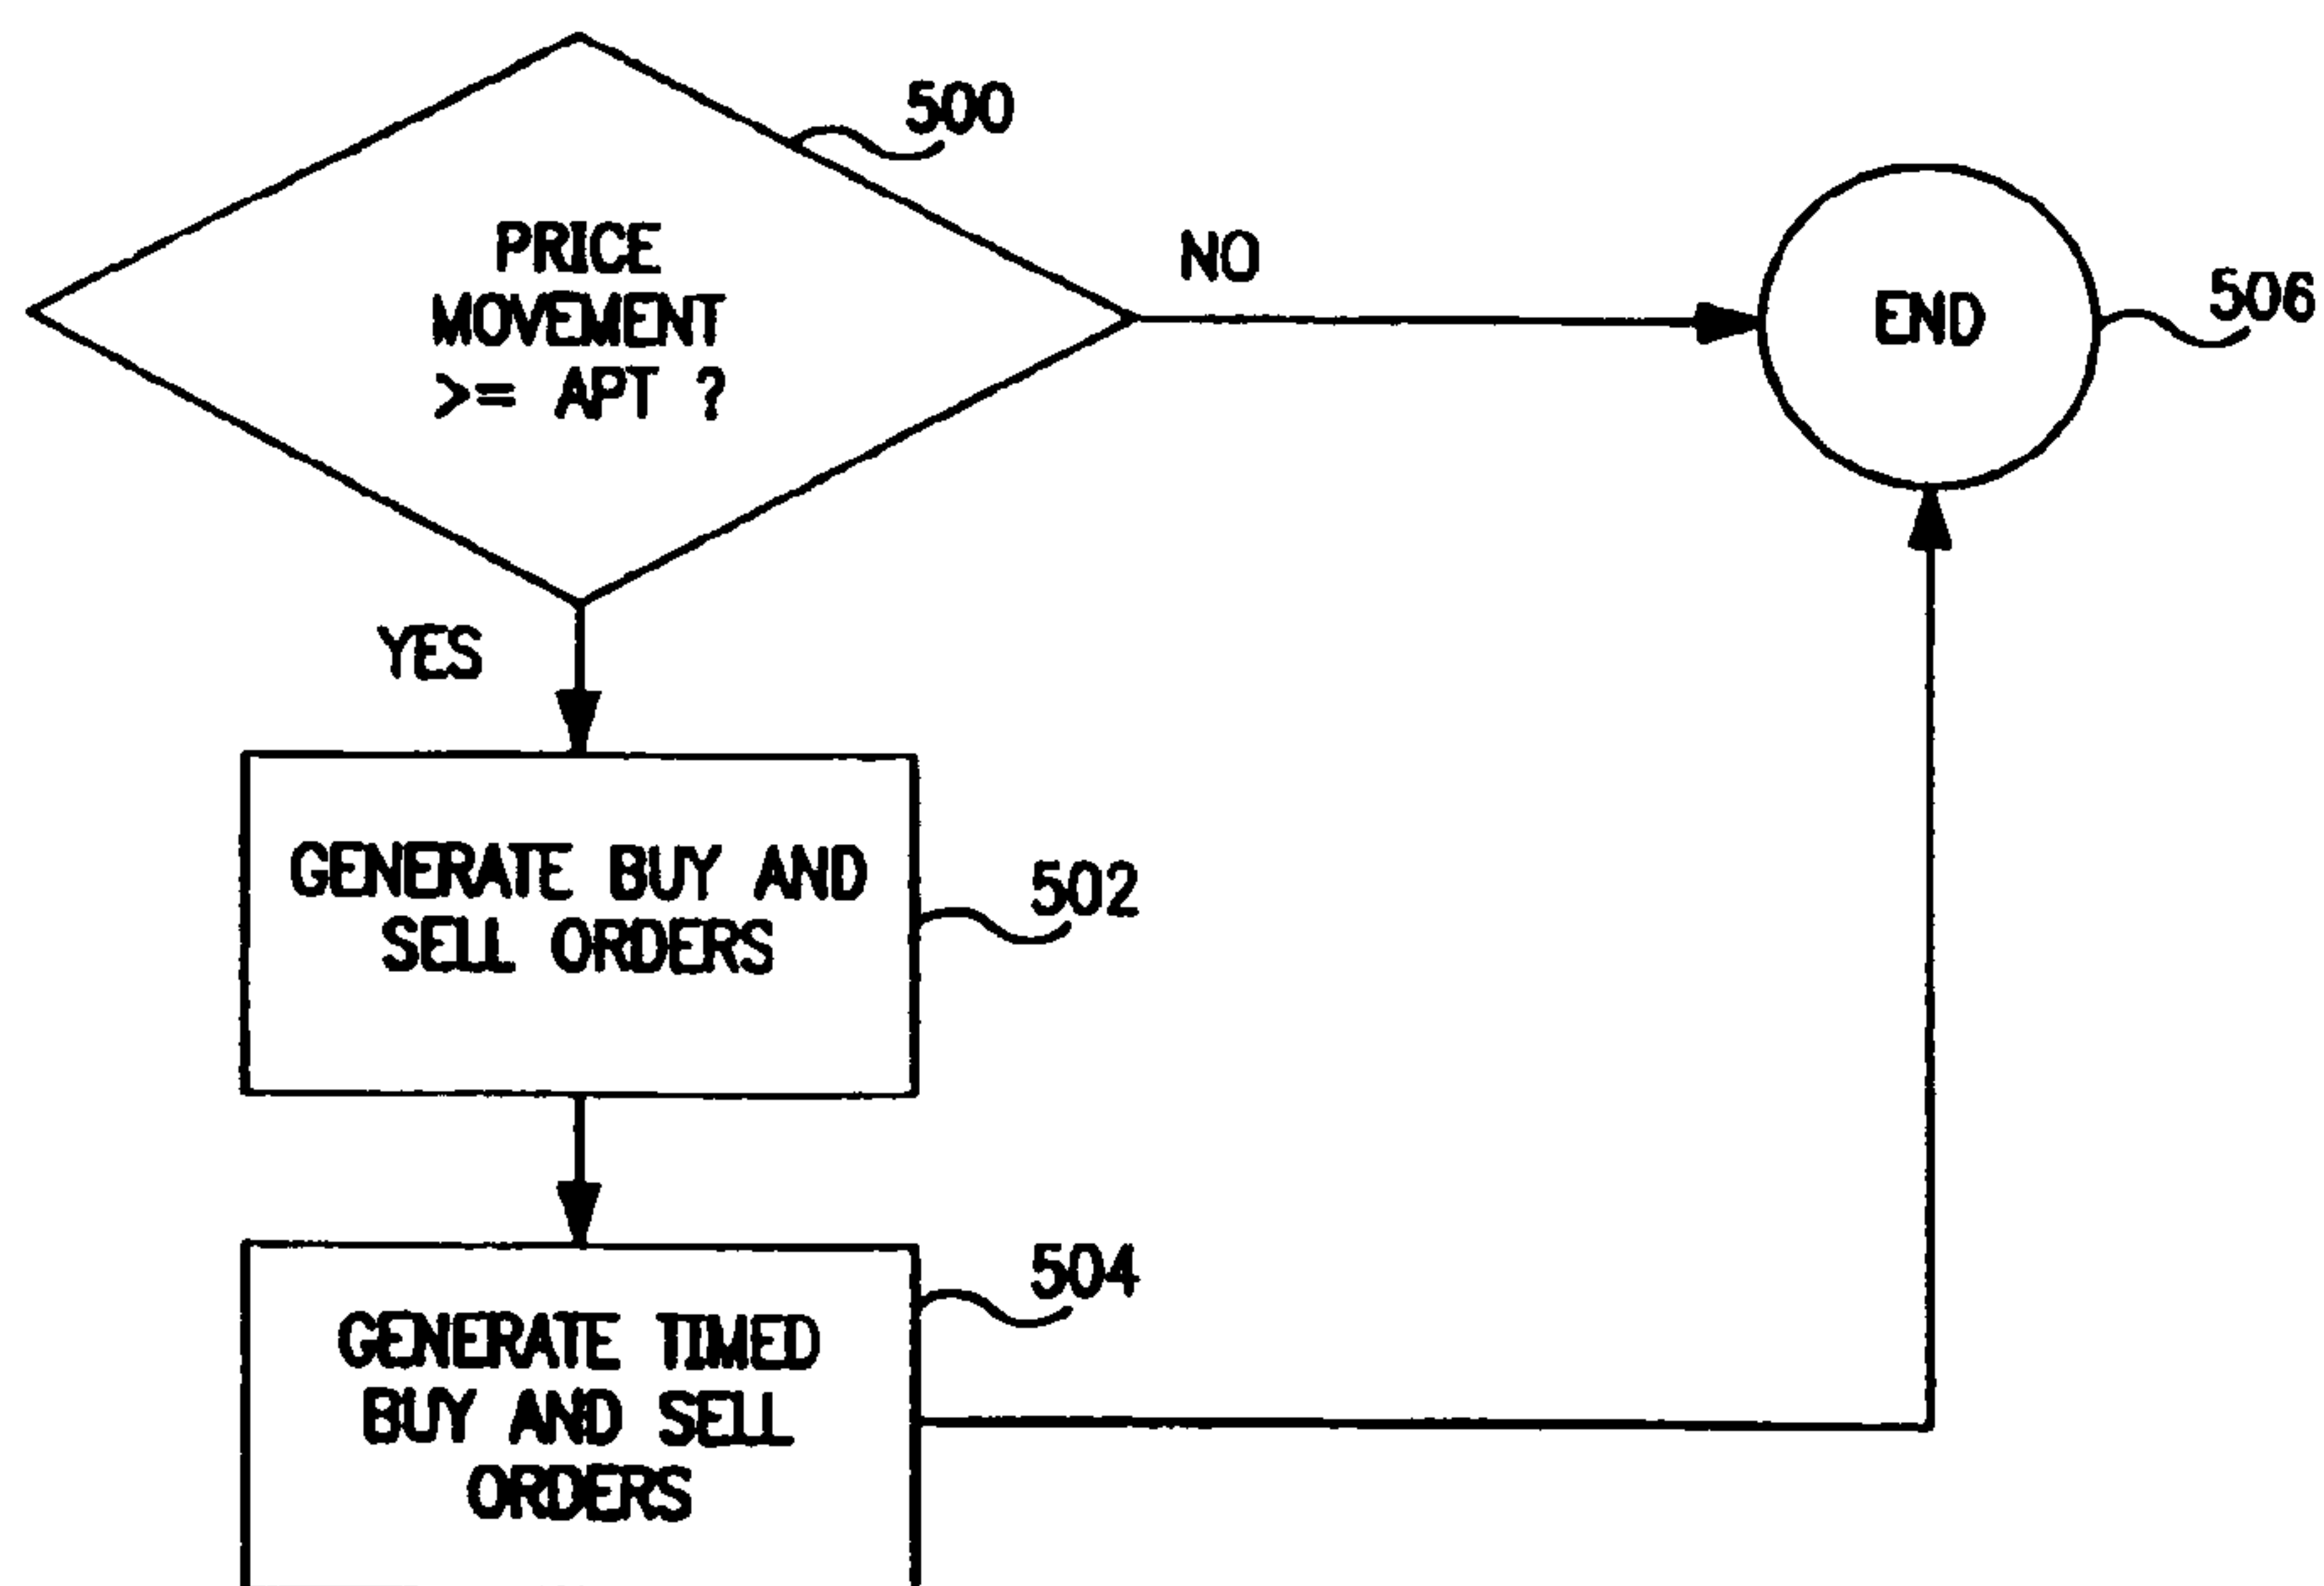 500
PRICE
MOVEMENT
>= APT ?
NO
END
506
YES
GENERATE BUY AND
SELL ORDERS
502
504
GENERATE TIMED
BUY AND SELL
ORDERS